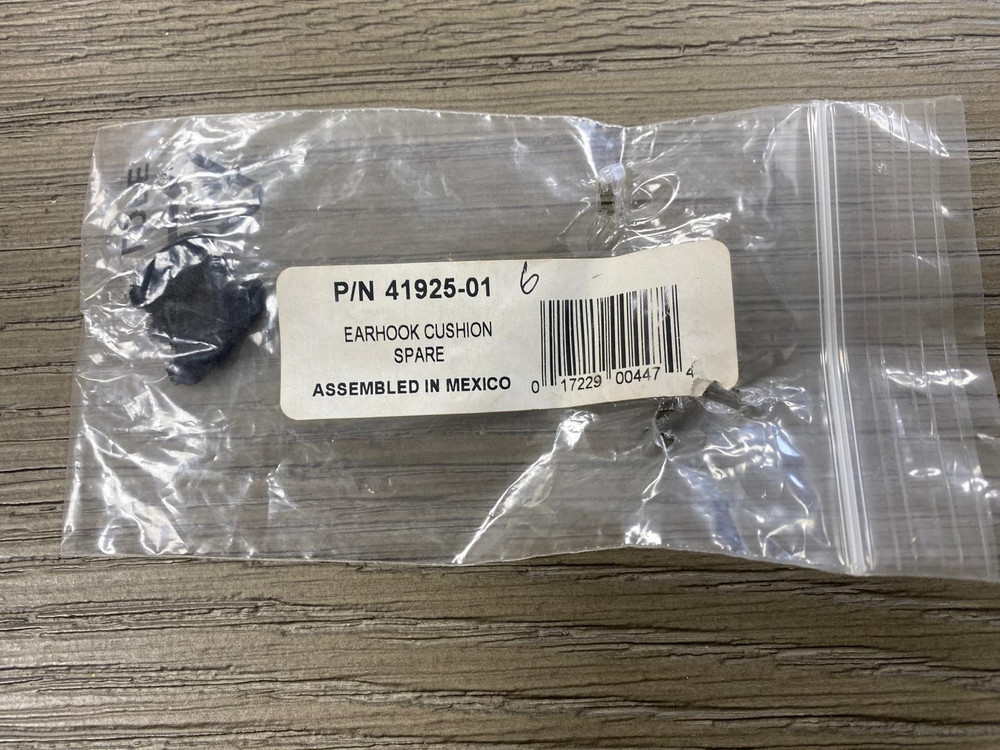 P/N 41925-01 6
EARHOOK CUSHION
SPARE
ASSEMBLED IN MEXICO
0 17229 00447 4